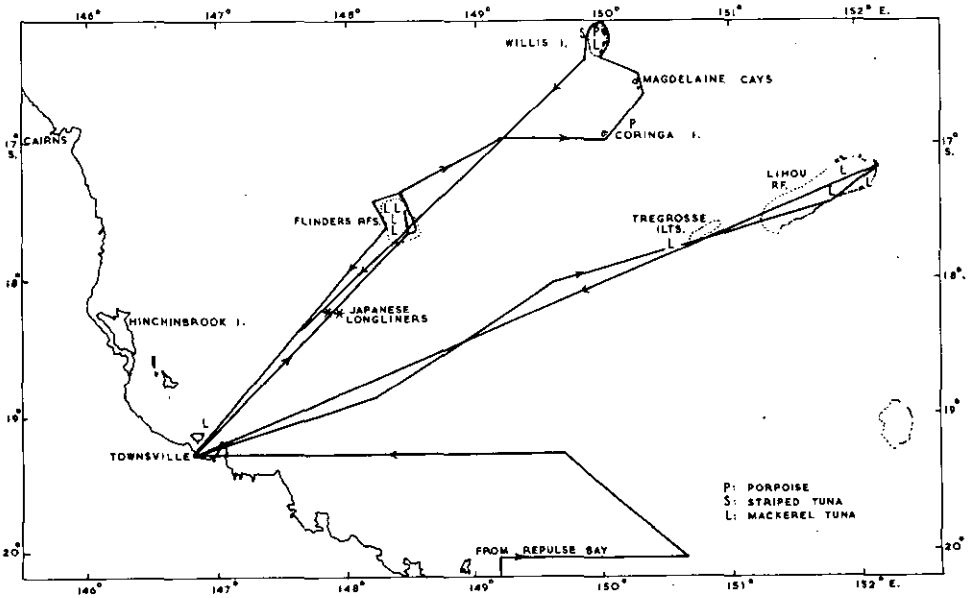 146° 147° 148° 149° 150° 151° 152° E.
WILLIS I.
S P
L
MAGDELAINE CAYS
P
CORINGA I.
17°
S.
CAIRNS
17°
S.
LIHOU
RF.
L
L L
FLINDERS RFS.
L L
L
L
TREGROSSE
ILTS.
L
18°
18°
HINCHINBROOK I.
JAPANESE
LONGLINERS
19°
19°
L
TOWNSVILLE
P: PORPOISE
S: STRIPED TUNA
L: MACKEREL TUNA
20°
FROM REPULSE BAY
20°
146° 147° 148° 149° 150° 151° 152° E.